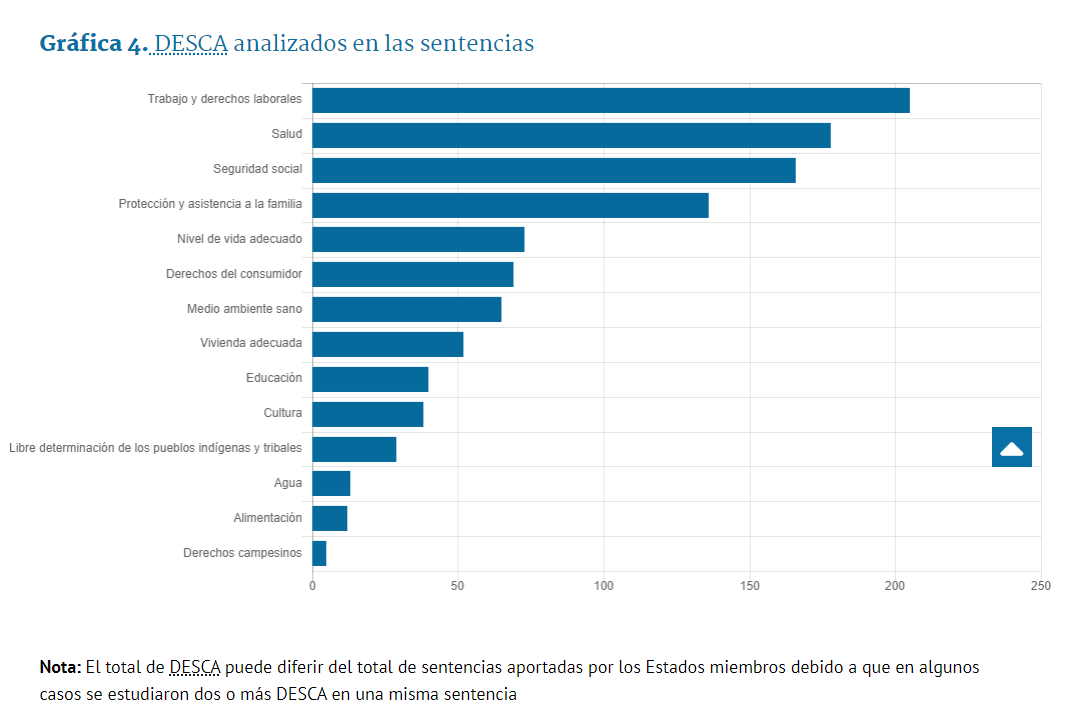 Gráfica 4. DESCA analizados en las sentencias
Trabajo y derechos laborales
Salud
Seguridad social
Protección y asistencia a la familia
Nivel de vida adecuado
Derechos del consumidor
Medio ambiente sano
Vivienda adecuada
Educación
Cultura
Libre determinación de los pueblos indígenas y tribales
Agua
Alimentación
Derechos campesinos
0 50 100 150 200 250
Nota: El total de DESCA puede diferir del total de sentencias aportadas por los Estados miembros debido a que en algunos
casos se estudiaron dos o más DESCA en una misma sentencia